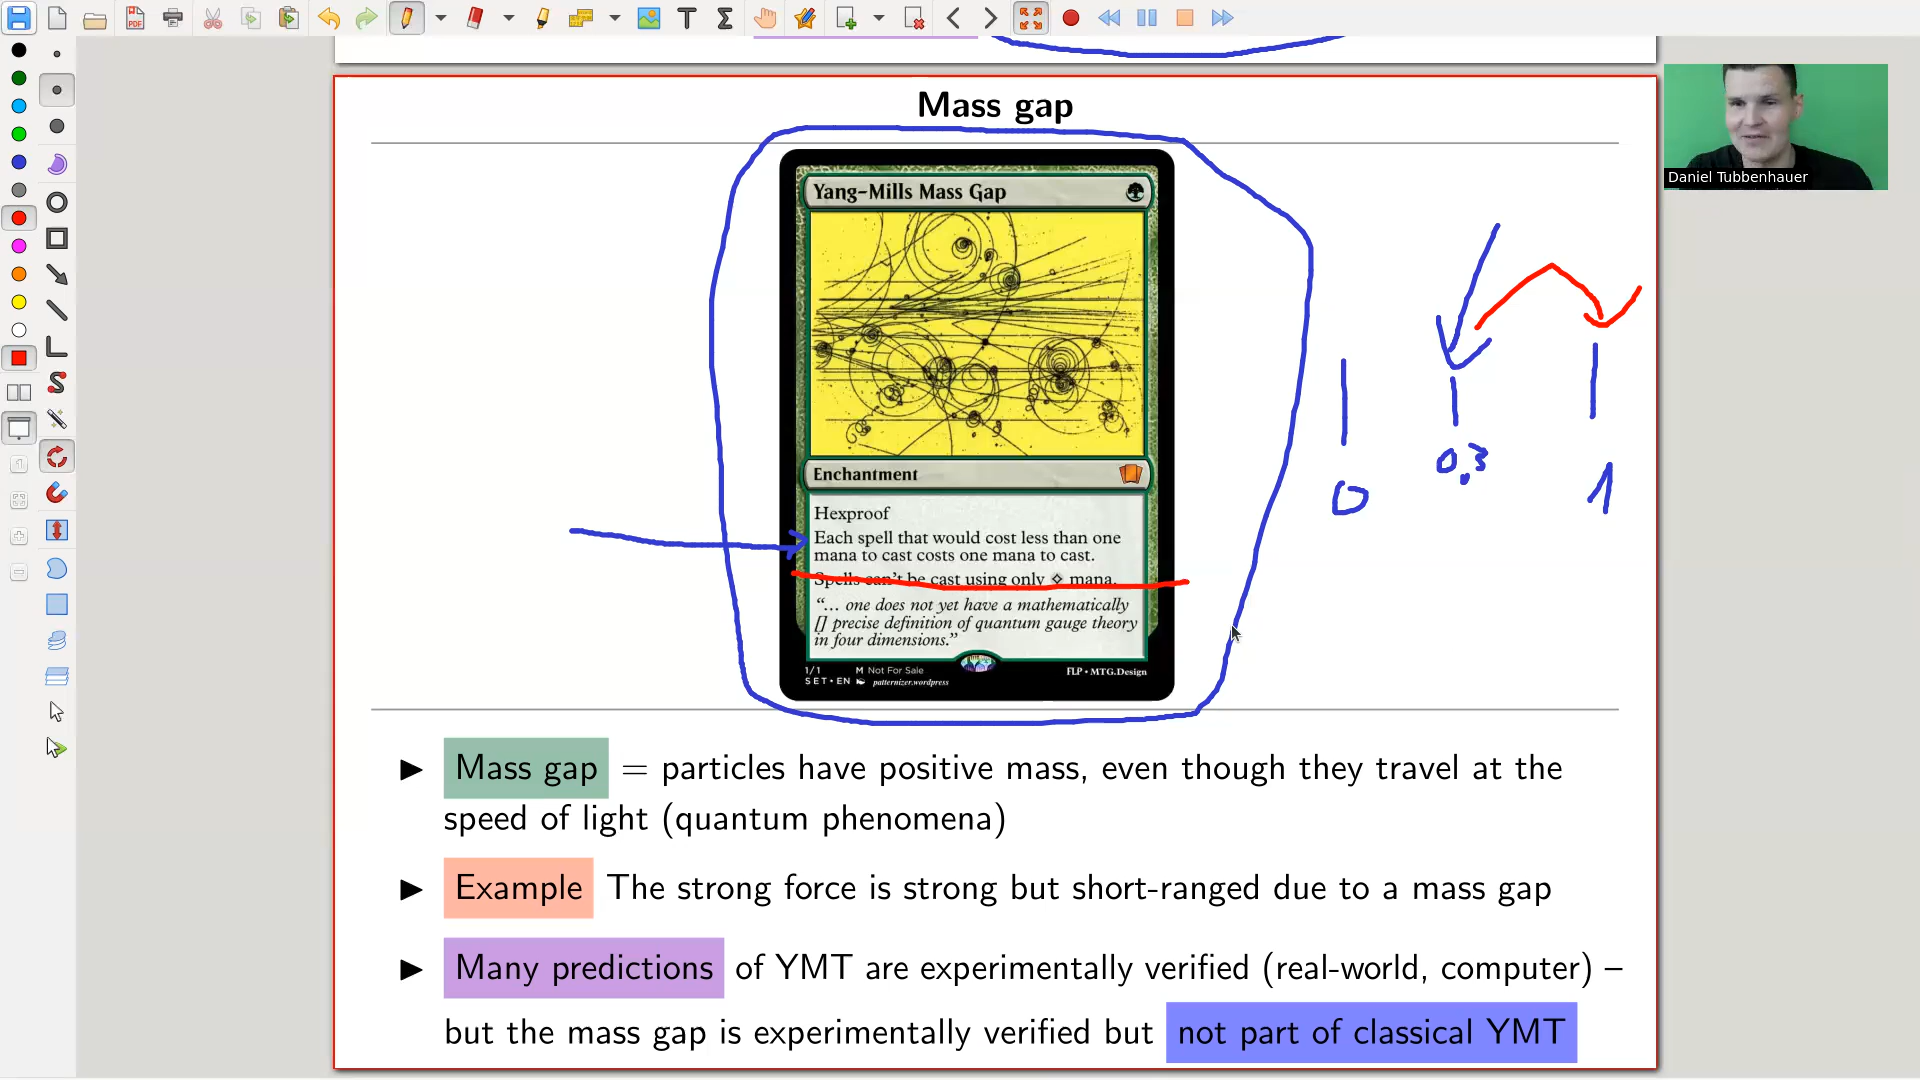 Mass gap
Daniel Tubbenhauer
Yang-Mills Mass Gap
0
0,3
1
Enchantment
Hexproof
Each spell that would cost less than one
mana to cast costs one mana to cast.
Spells can't be cast using only mana.
"... one does not yet have a mathematically
[] precise definition of quantum gauge theory
in four dimensions."
1/1 M Not For Sale
SET • EN patternizer.wordpress
FLP • MTG.Design
▶ Mass gap = particles have positive mass, even though they travel at the
speed of light (quantum phenomena)
▶ Example The strong force is strong but short-ranged due to a mass gap
▶ Many predictions of YMT are experimentally verified (real-world, computer) –
but the mass gap is experimentally verified but not part of classical YMT